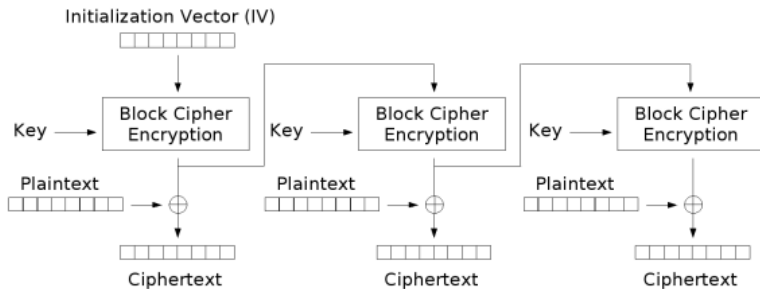 Initialization Vector (IV)
Block Cipher
Encryption
Block Cipher
Encryption
Block Cipher
Encryption
Key
Key
Key
Plaintext
Plaintext
Plaintext
Ciphertext
Ciphertext
Ciphertext